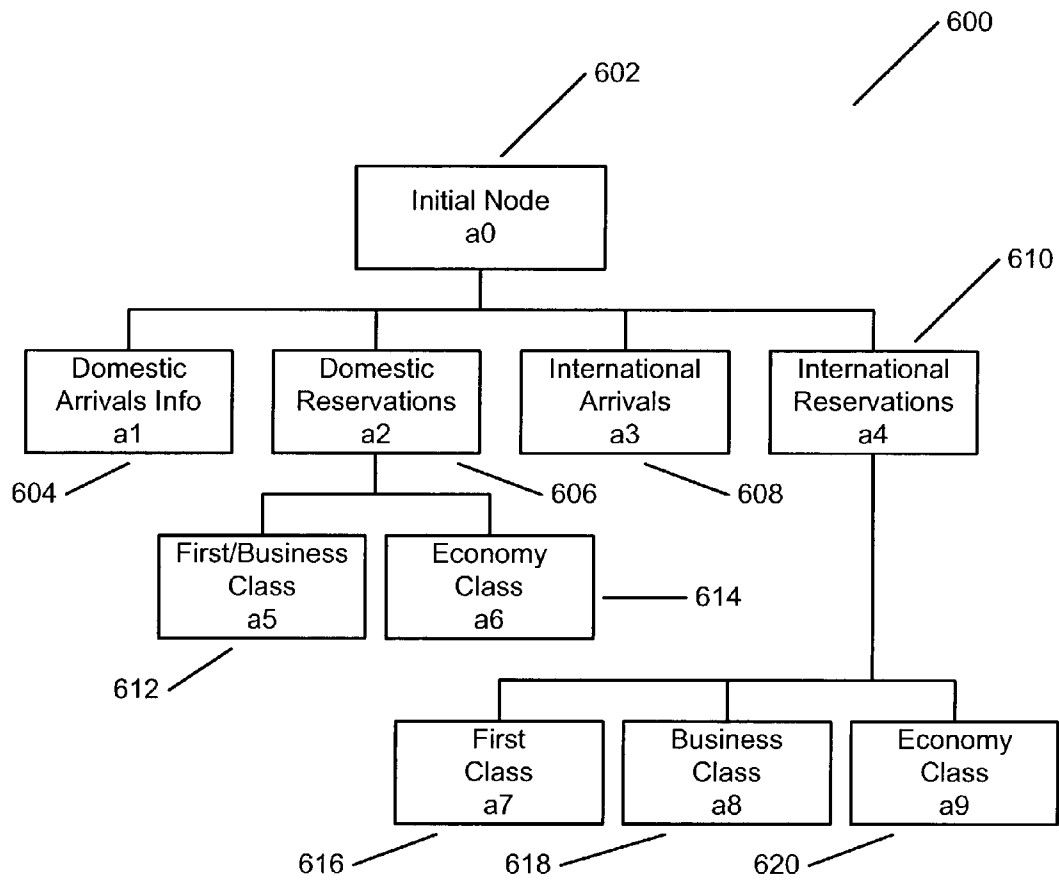 600
602
Initial Node
a0
610
Domestic
Arrivals Info
a1
Domestic
Reservations
a2
International
Arrivals
a3
International
Reservations
a4
604
606
608
First/Business
Class
a5
Economy
Class
a6
614
612
First
Class
a7
Business
Class
a8
Economy
Class
a9
616
618
620